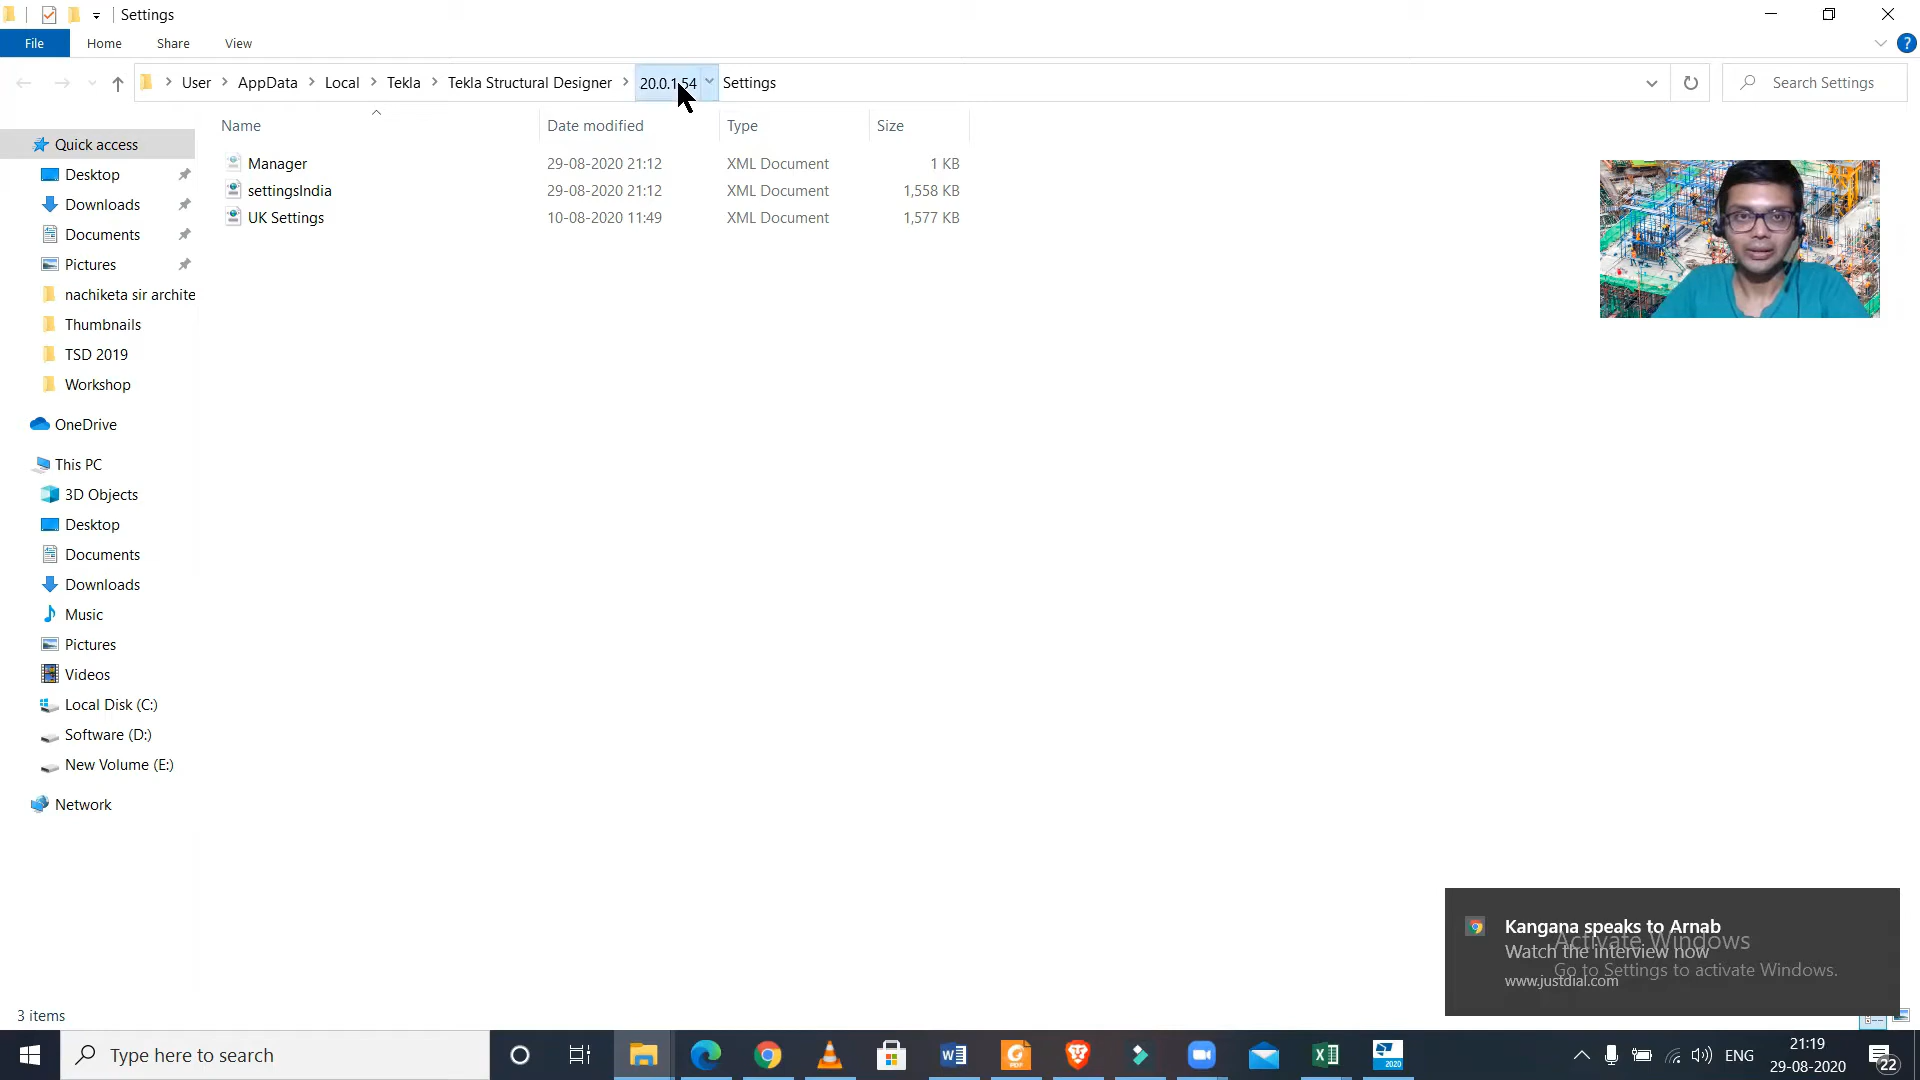 Settings
File Home Share View
User AppData Local Tekla Tekla Structural Designer 20.0.1.54 Settings
Search Settings
Name Date modified Type Size
Manager 29-08-2020 21:12 XML Document 1 KB
settingsIndia 29-08-2020 21:12 XML Document 1,558 KB
UK Settings 10-08-2020 11:49 XML Document 1,577 KB
Quick access
Desktop
Downloads
Documents
Pictures
nachiketa sir archite
Thumbnails
TSD 2019
Workshop
OneDrive
This PC
3D Objects
Desktop
Documents
Downloads
Music
Pictures
Videos
Local Disk (C:)
Software (D:)
New Volume (E:)
Network
Kangana speaks to Arnab
Watch the interview now
www.justdial.com
Activate Windows
Go to Settings to activate Windows.
3 items
Type here to search
PDF
2020
ENG
21:19
29-08-2020
22